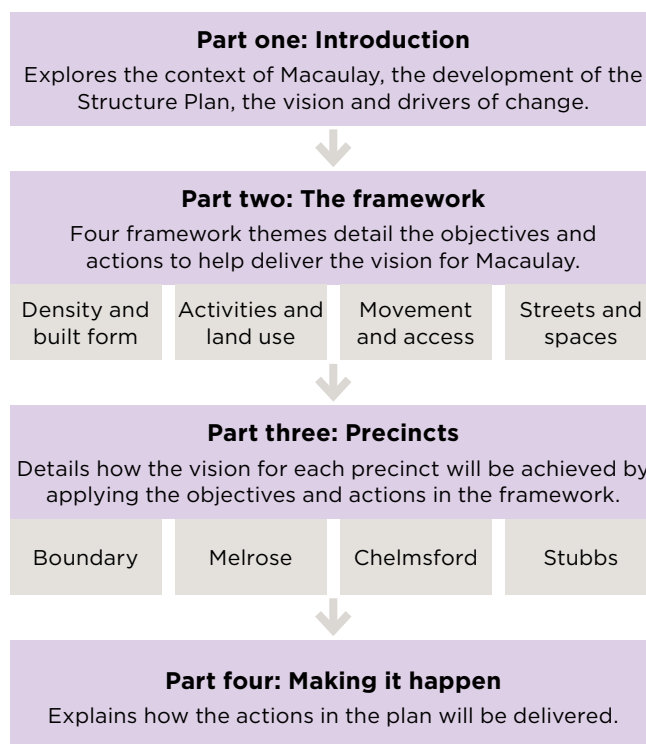 Part one: Introduction
Explores the context of Macaulay, the development of the
Structure Plan, the vision and drivers of change.
Part two: The framework
Four framework themes detail the objectives and
actions to help deliver the vision for Macaulay.
Density and
built form
Activities and
land use
Movement
and access
Streets and
spaces
Part three: Precincts
Details how the vision for each precinct will be achieved by
applying the objectives and actions in the framework.
Boundary
Melrose
Chelmsford
Stubbs
Part four: Making it happen
Explains how the actions in the plan will be delivered.